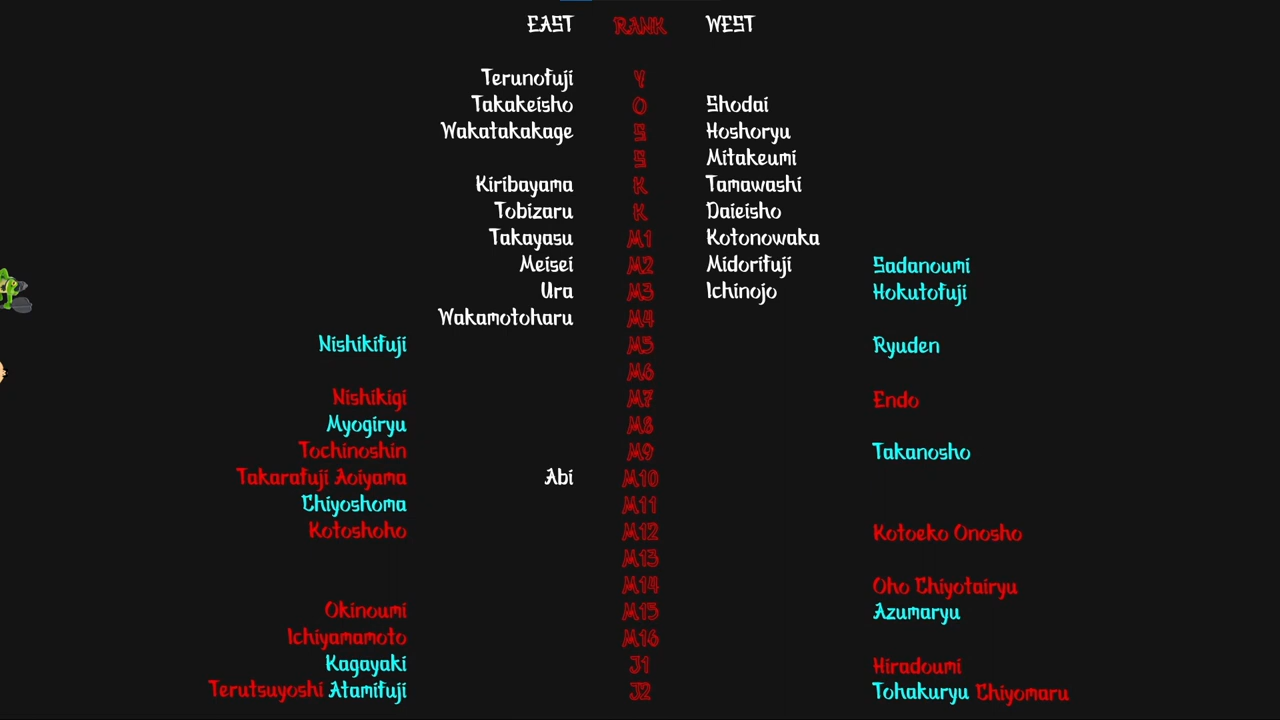 EAST RANK WEST
Terunofuji Y
Takakeisho O Shodai
Wakatakakage S Hoshoryu
S Mitakeumi
Kiribayama K Tamawashi
Tobizaru K Daieisho
Takayasu M1 Kotonowaka
Meisei M2 Midorifuji Sadanoumi
Ura M3 Ichinojo Hokutofuji
Wakamotoharu M4
Nishikifuji M5 Ryuden
M6
Nishikigi M7 Endo
Myogiryu M8
Tochinoshin M9 Takanosho
Takarafuji Aoiyama Abi M10
Chiyoshoma M11
Kotoshoho M12 Kotoeko Onosho
M13
M14 Oho Chiyotairyu
Okinoumi M15 Azumaryu
Ichiyamamoto M16
Kagayaki J1 Hiradoumi
Terutsuyoshi Atamifuji J2 Tohakuryu Chiyomaru